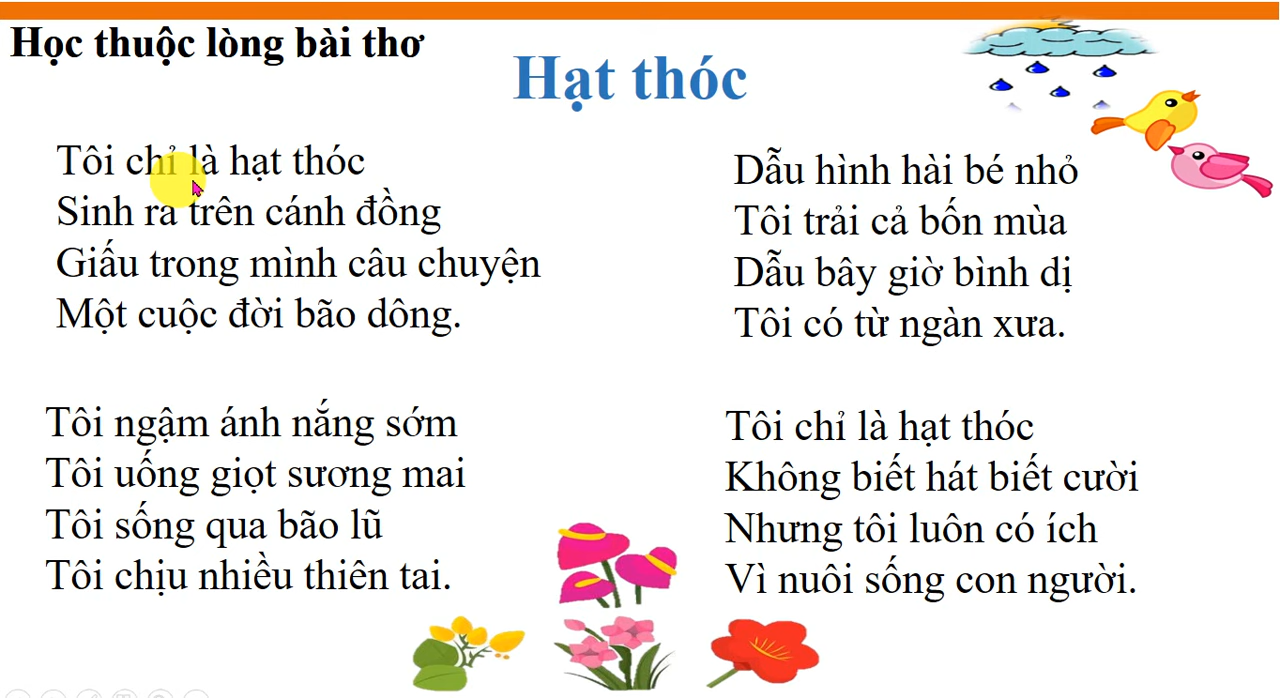 Học thuộc lòng bài thơ
Hạt thóc
Tôi chỉ là hạt thóc
Sinh ra trên cánh đồng
Giấu trong mình câu chuyện
Một cuộc đời bão dông.
Tôi ngậm ánh nắng sớm
Tôi uống giọt sương mai
Tôi sống qua bão lũ
Tôi chịu nhiều thiên tai.
Dẫu hình hài bé nhỏ
Tôi trải cả bốn mùa
Dẫu bây giờ bình dị
Tôi có từ ngàn xưa.
Tôi chỉ là hạt thóc
Không biết hát biết cười
Nhưng tôi luôn có ích
Vì nuôi sống con người.